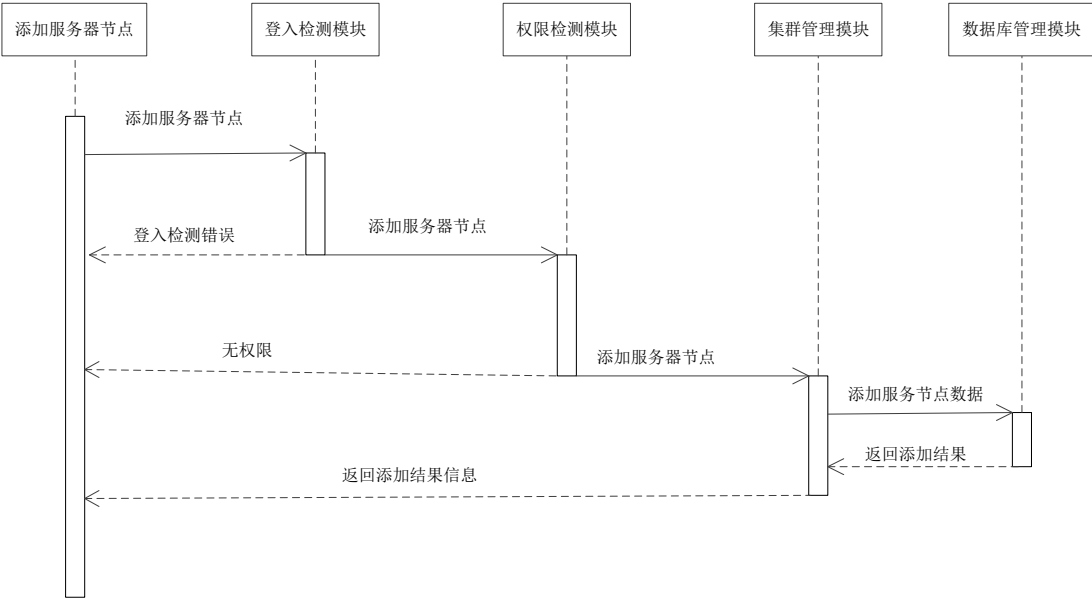 添加服务器节点
登入检测模块
权限检测模块
集群管理摸块
数据库管理摸块
添加服务器节点
添加服务器节点
登入检测错误
无权限
添加服务器节点
添加服务节点数据
返回添加结果
返回添加结果信息